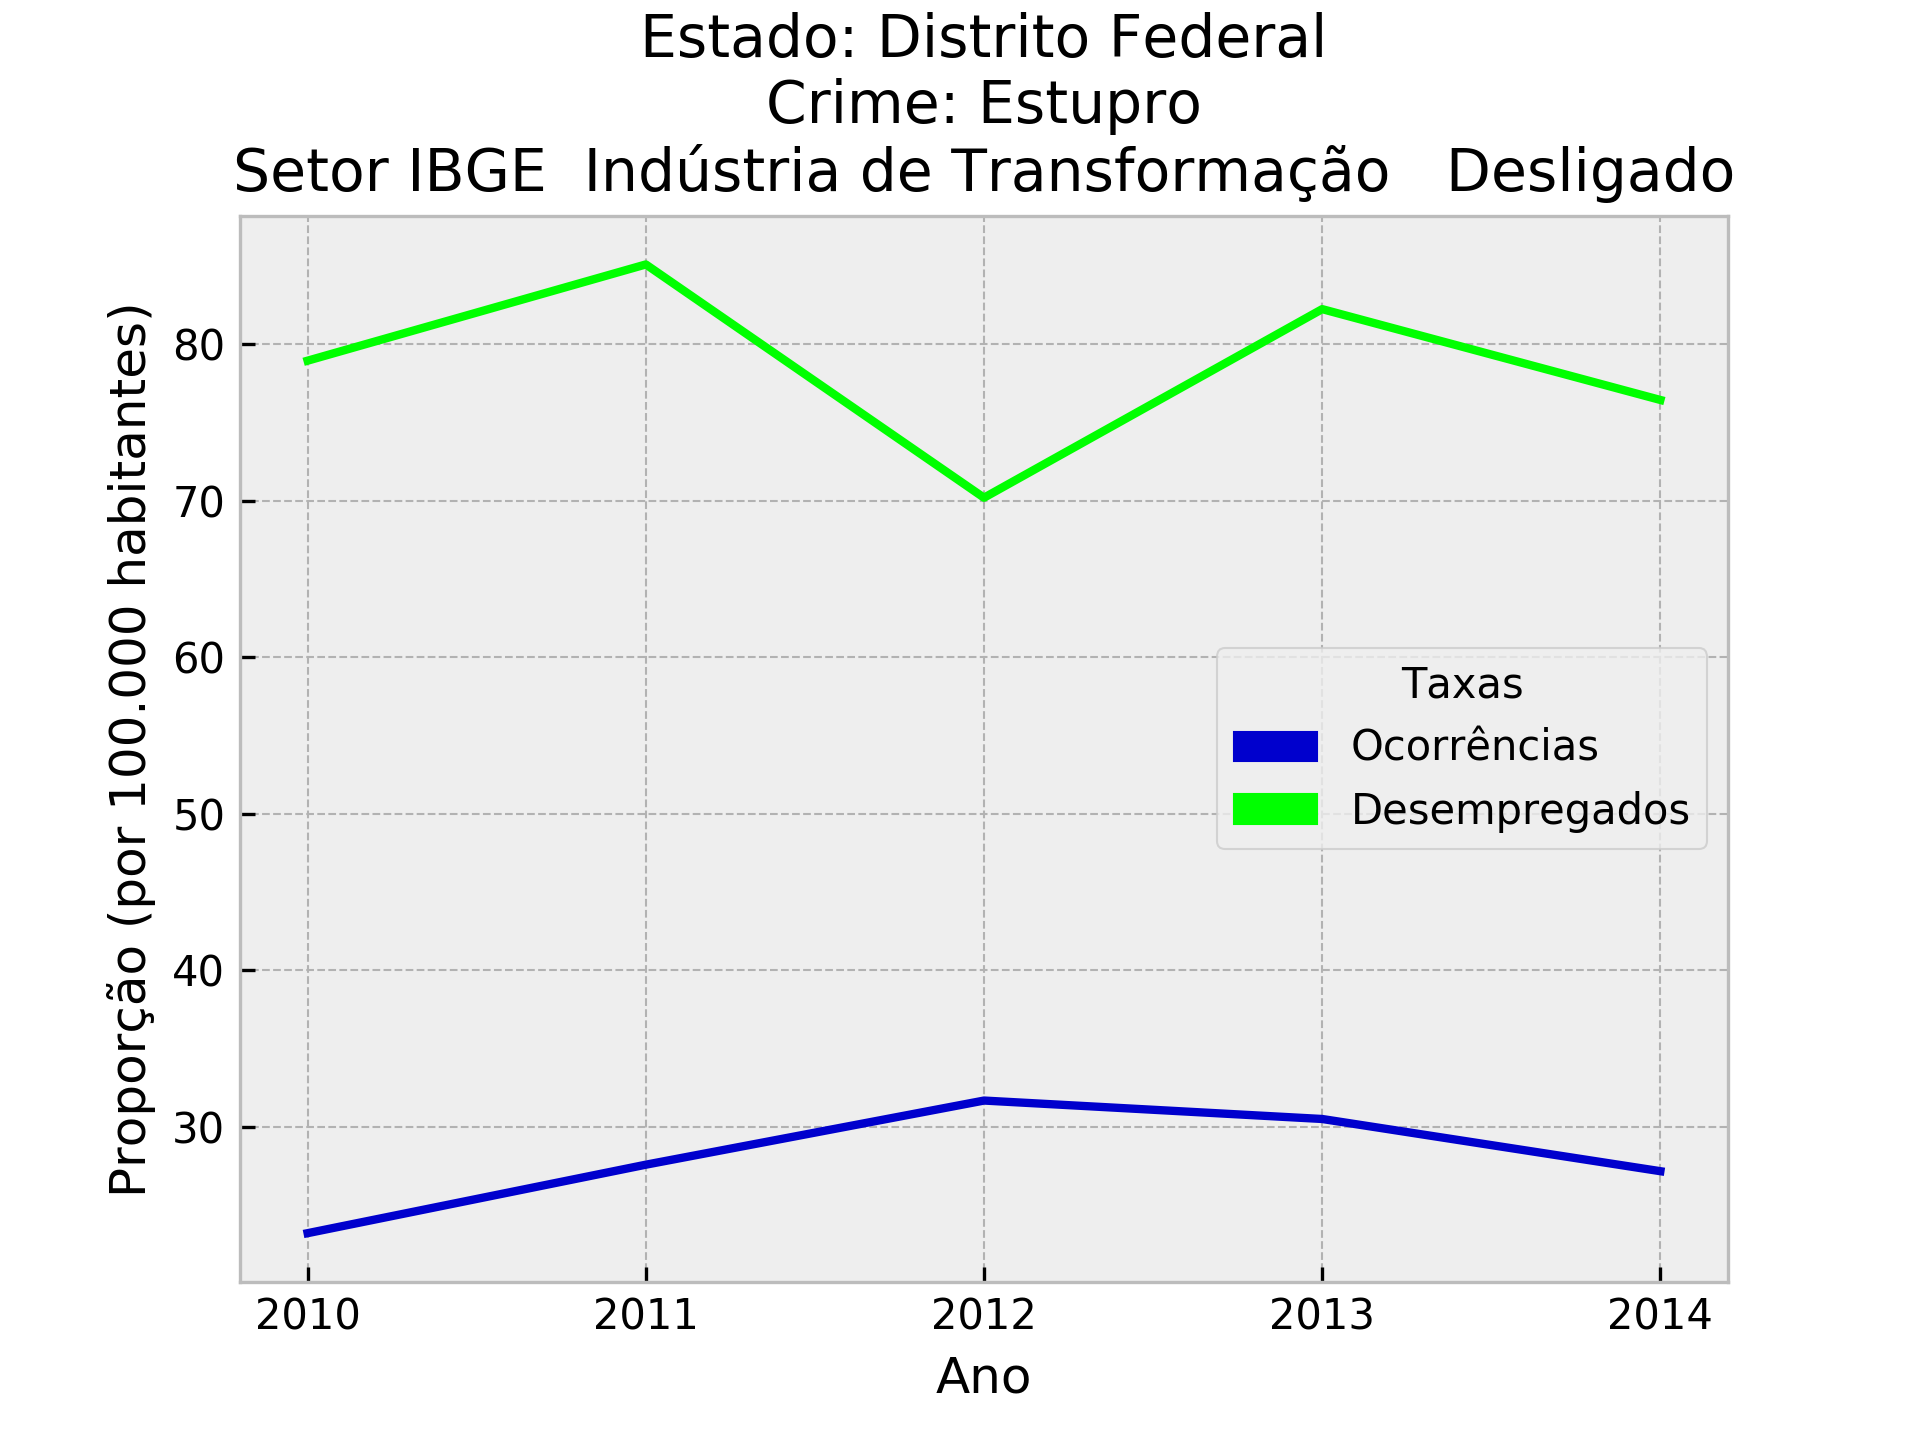 Estado: Distrito Federal
Crime: Estupro
Setor IBGE  Indústria de Transformação   Desligado
Proporção (por 100.000 habitantes)
80
70
60
50
40
30
Taxas
Ocorrências
Desempregados
2010 2011 2012 2013 2014
Ano